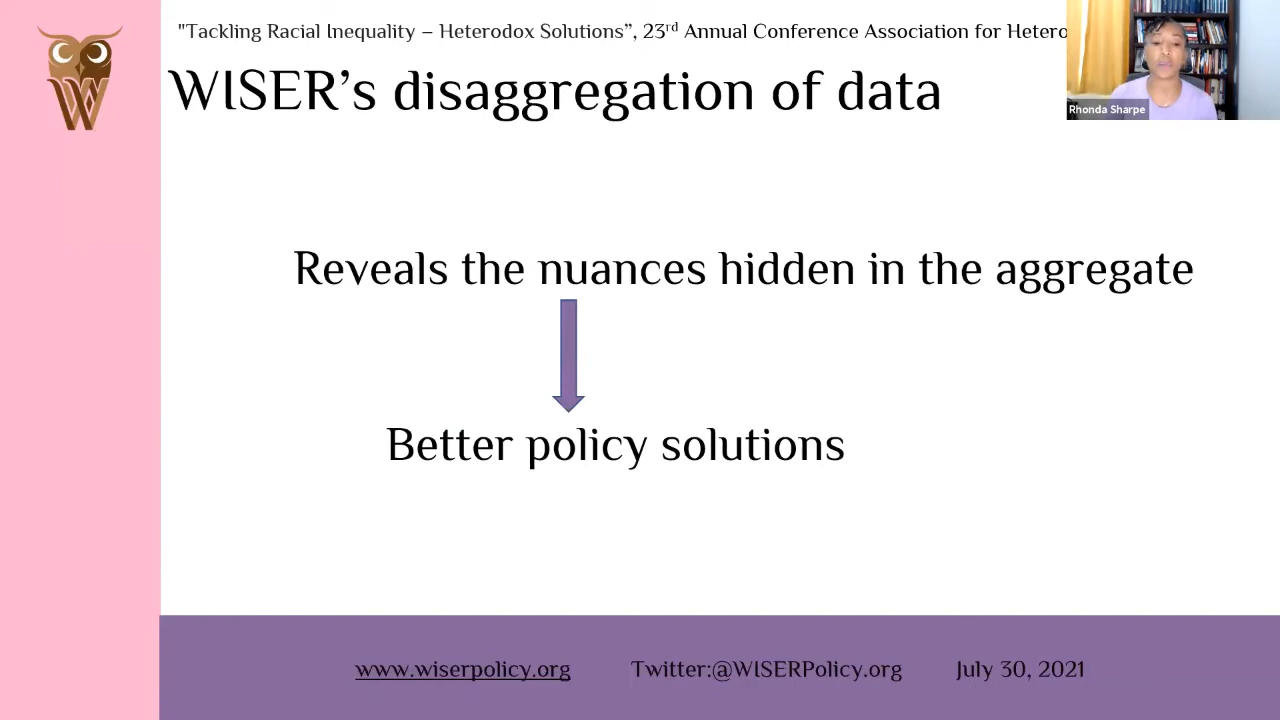 "Tackling Racial Inequality – Heterodox Solutions”, 23rd Annual Conference Association for Hetero
WISER’s disaggregation of data
Rhonda Sharpe
W
Reveals the nuances hidden in the aggregate
Better policy solutions
www.wiserpolicy.org Twitter:@WISERPolicy.org July 30, 2021